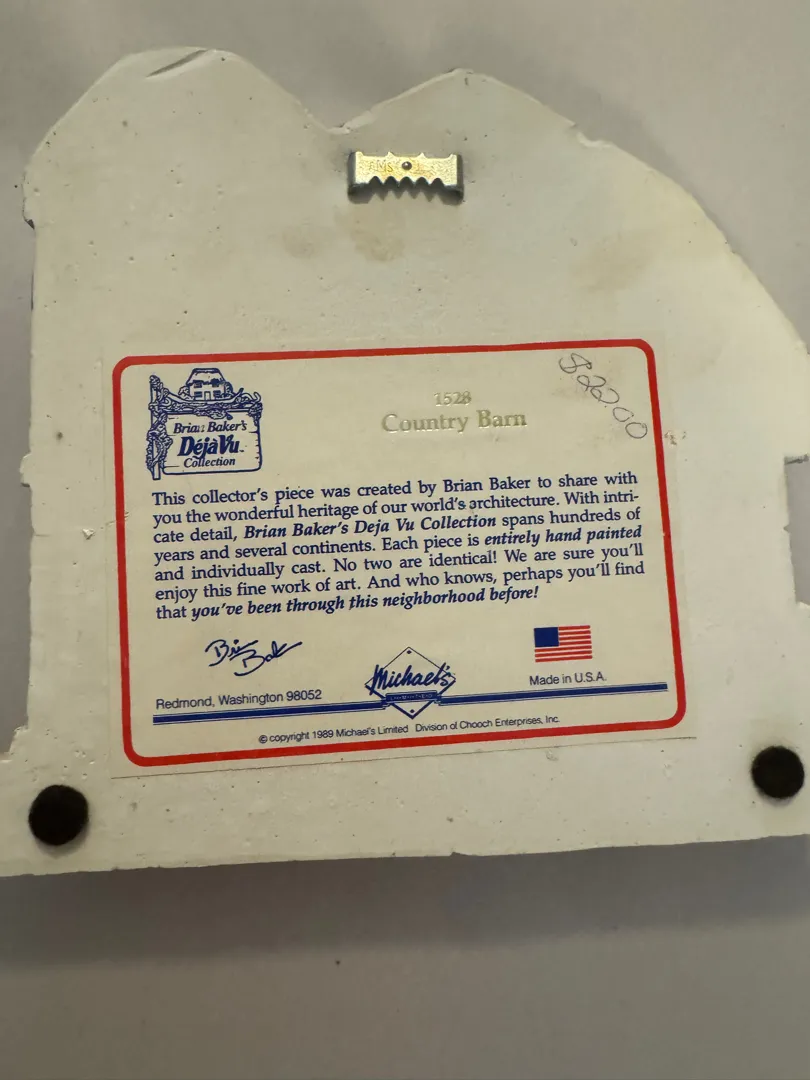 AMS
$22.00
1528
Country Barn
Brian Baker's
DéjàVu™
Collection
This collector's piece was created by Brian Baker to share with
you the wonderful heritage of our world's architecture. With intri-
cate detail, Brian Baker's Deja Vu Collection spans hundreds of
years and several continents. Each piece is entirely hand painted
and individually cast. No two are identical! We are sure you'll
enjoy this fine work of art. And who knows, perhaps you'll find
that you've been through this neighborhood before!
Brian Baker
Redmond, Washington 98052
Michael's
Made in U.S.A.
© copyright 1989 Michael's Limited Division of Chooch Enterprises, Inc.